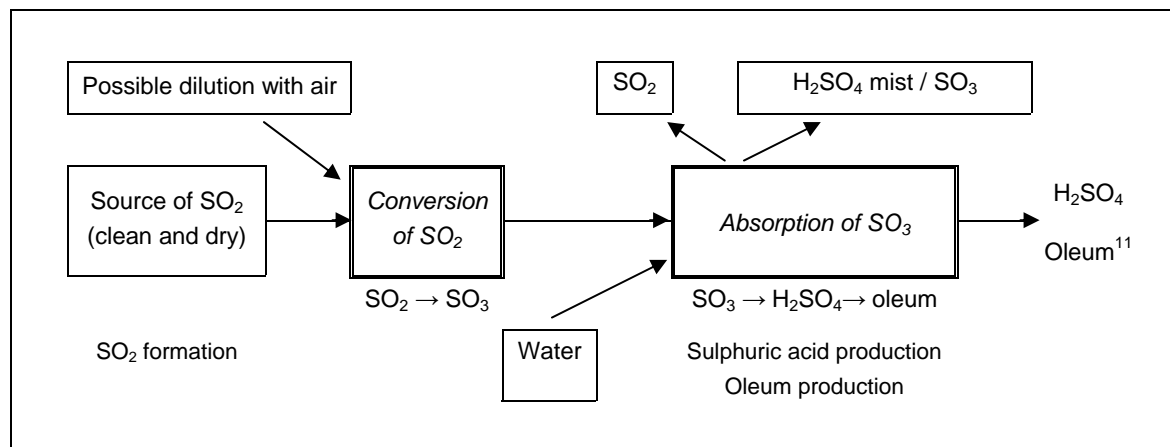 Possible dilution with air
SO₂
H₂SO₄ mist / SO₃
Source of SO₂
(clean and dry)
Conversion
of SO₂
Absorption of SO₃
H₂SO₄
Oleum¹¹
SO₂ → SO₃
SO₃ → H₂SO₄→ oleum
SO₂ formation
Water
Sulphuric acid production
Oleum production